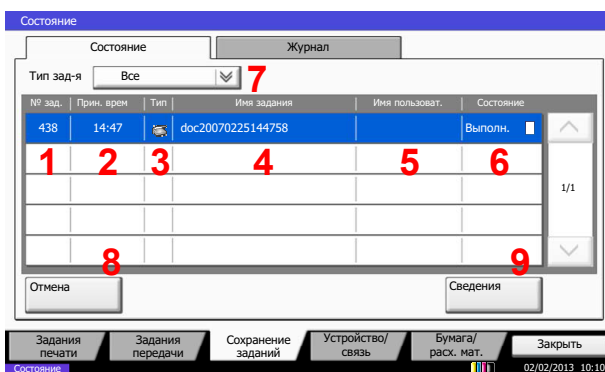 Состояние
Состояние Журнал
Тип зад-я Все 7
№ зад. Прин. врем Тип Имя задания Имя пользоват. Состояние
438 14:47 doc20070225144758 Выполн.
1 2 3 4 5 6
1/1
8 9
Отмена Сведения
Задания печати Задания передачи Сохранение заданий Устройство/связь Бумага/расх. мат. Закрыть
Состояние 02/02/2013 10:10